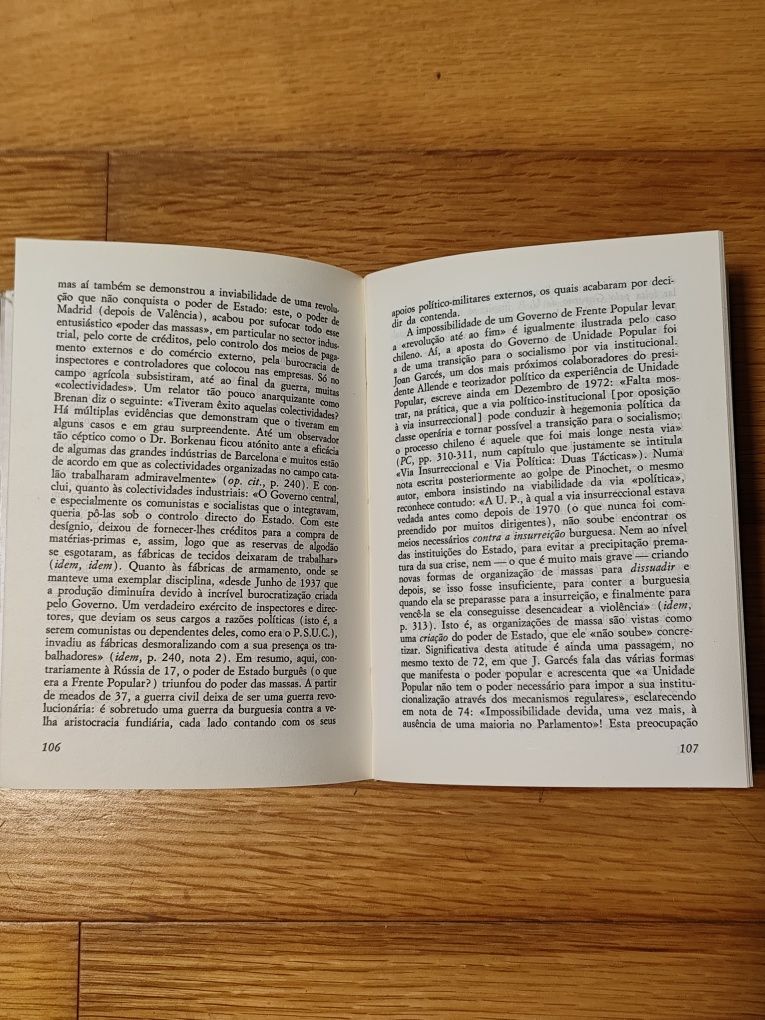 mas aí também se demonstrou a inviabilidade de uma revolu-
ção que não conquista o poder de Estado: este, o poder de
Madrid (depois de Valência), acabou por sufocar todo esse
entusiástico «poder das massas», em particular no sector indus-
trial, pelo corte de créditos, pelo controlo dos meios de paga-
mento externos e do comércio externo, pela burocracia de
inspectores e controladores que colocou nas empresas. Só no
campo agrícola subsistiram, até ao final da guerra, muitas
«colectividades». Um relator tão pouco anarquizante como
Brenan diz o seguinte: «Tiveram êxito aquelas colectividades?
Há múltiplas evidências que demonstram que o tiveram em
alguns casos e em grau surpreendente. Até um observador
tão céptico como o Dr. Borkenau ficou atónito ante a eficácia
de algumas das grandes indústrias de Barcelona e muitos estão
de acordo em que as colectividades organizadas no campo cata-
lão trabalharam admiravelmente» (op. cit., p. 240). E con-
clui, quanto às colectividades industriais: «O Governo central,
e especialmente os comunistas e socialistas que o integravam,
queria pô-las sob o controlo directo do Estado. Com este
desígnio, deixou de fornecer-lhes créditos para a compra de
matérias-primas e, assim, logo que as reservas de algodão
se esgotaram, as fábricas de tecidos deixaram de trabalhar»
(idem, idem). Quanto às fábricas de armamento, onde se
manteve uma exemplar disciplina, «desde Junho de 1937 que
a produção diminuíra devido à incrível burocratização criada
pelo Governo. Um verdadeiro exército de inspectores e direc-
tores, que deviam os seus cargos a razões políticas (isto é, a
serem comunistas ou dependentes deles, como era o P.S.U.C.),
invadiu as fábricas desmoralizando com a sua presença os tra-
balhadores» (idem, p. 240, nota 2). Em resumo, aqui, con-
trariamente à Rússia de 17, o poder de Estado burguês (o que
era a Frente Popular?) triunfou do poder das massas. A partir
de meados de 37, a guerra civil deixa de ser uma guerra revo-
lucionária: é sobretudo uma guerra da burguesia contra a ve-
lha aristocracia fundiária, cada lado contando com os seus
106
apoios político-militares externos, os quais acabaram por deci-
dir da contenda.
A impossibilidade de um Governo de Frente Popular levar
a «revolução até ao fim» é igualmente ilustrada pelo caso
chileno. Aí, a aposta do Governo de Unidade Popular foi
a de uma transição para o socialismo por via institucional.
Joan Garcés, um dos mais próximos colaboradores do presi-
dente Allende e teorizador político da experiência de Unidade
Popular, escreve ainda em Dezembro de 1972: «Falta mos-
trar, na prática, que a via político-institucional [por oposição
à via insurreccional] pode conduzir à hegemonia política da
classe operária e tornar possível a transição para o socialismo;
o processo chileno é aquele que foi mais longe nesta via»
(PC, pp. 310-311, num capítulo que justamente se intitula
«Via Insurreccional e Via Política: Duas Tácticas»). Numa
nota escrita posteriormente ao golpe de Pinochet, o mesmo
autor, embora insistindo na viabilidade da via «política»,
reconhece contudo: «A U. P., à qual a via insurreccional estava
vedada antes como depois de 1970 (o que nunca foi com-
preendido por muitos dirigentes), não soube encontrar os
meios necessários contra a insurreição burguesa. Nem ao nível
das instituições do Estado, para evitar a precipitação prema-
tura da sua crise, nem — o que é muito mais grave — criando
novas formas de organização de massas para dissuadir e
depois, se isso fosse insuficiente, para conter a burguesia
quando ela se preparasse para a insurreição, e finalmente para
vencê-la se ela conseguisse desencadear a violência» (idem,
p. 313). Isto é, as organizações de massa são vistas como
uma criação do poder de Estado, que ele «não soube» concre-
tizar. Significativa desta atitude é ainda uma passagem, no
mesmo texto de 72, em que J. Garcés fala das várias formas
que manifesta o poder popular e acrescenta que «a Unidade
Popular não tem o poder necessário para impor a sua institu-
cionalização através dos mecanismos regulares», esclarecendo
em nota de 74: «Impossibilidade devida, uma vez mais, à
ausência de uma maioria no Parlamento»! Esta preocupação
107